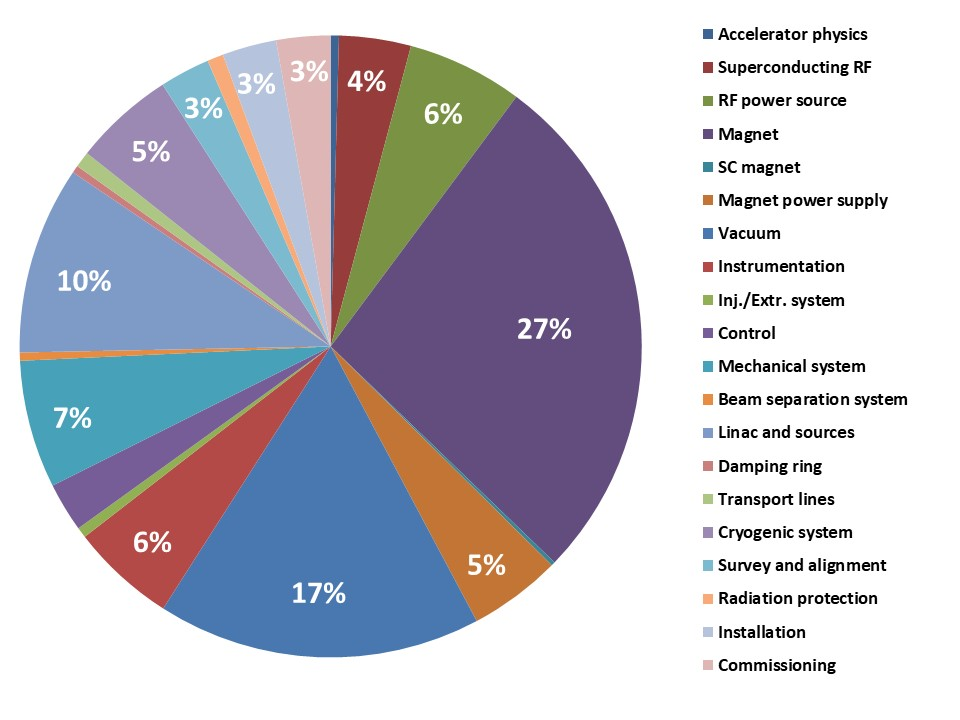 3%
4%
6%
27%
5%
17%
6%
7%
10%
5%
3%
3%
Accelerator physics
Superconducting RF
RF power source
Magnet
SC magnet
Magnet power supply
Vacuum
Instrumentation
Inj./Extr. system
Control
Mechanical system
Beam separation system
Linac and sources
Damping ring
Transport lines
Cryogenic system
Survey and alignment
Radiation protection
Installation
Commissioning